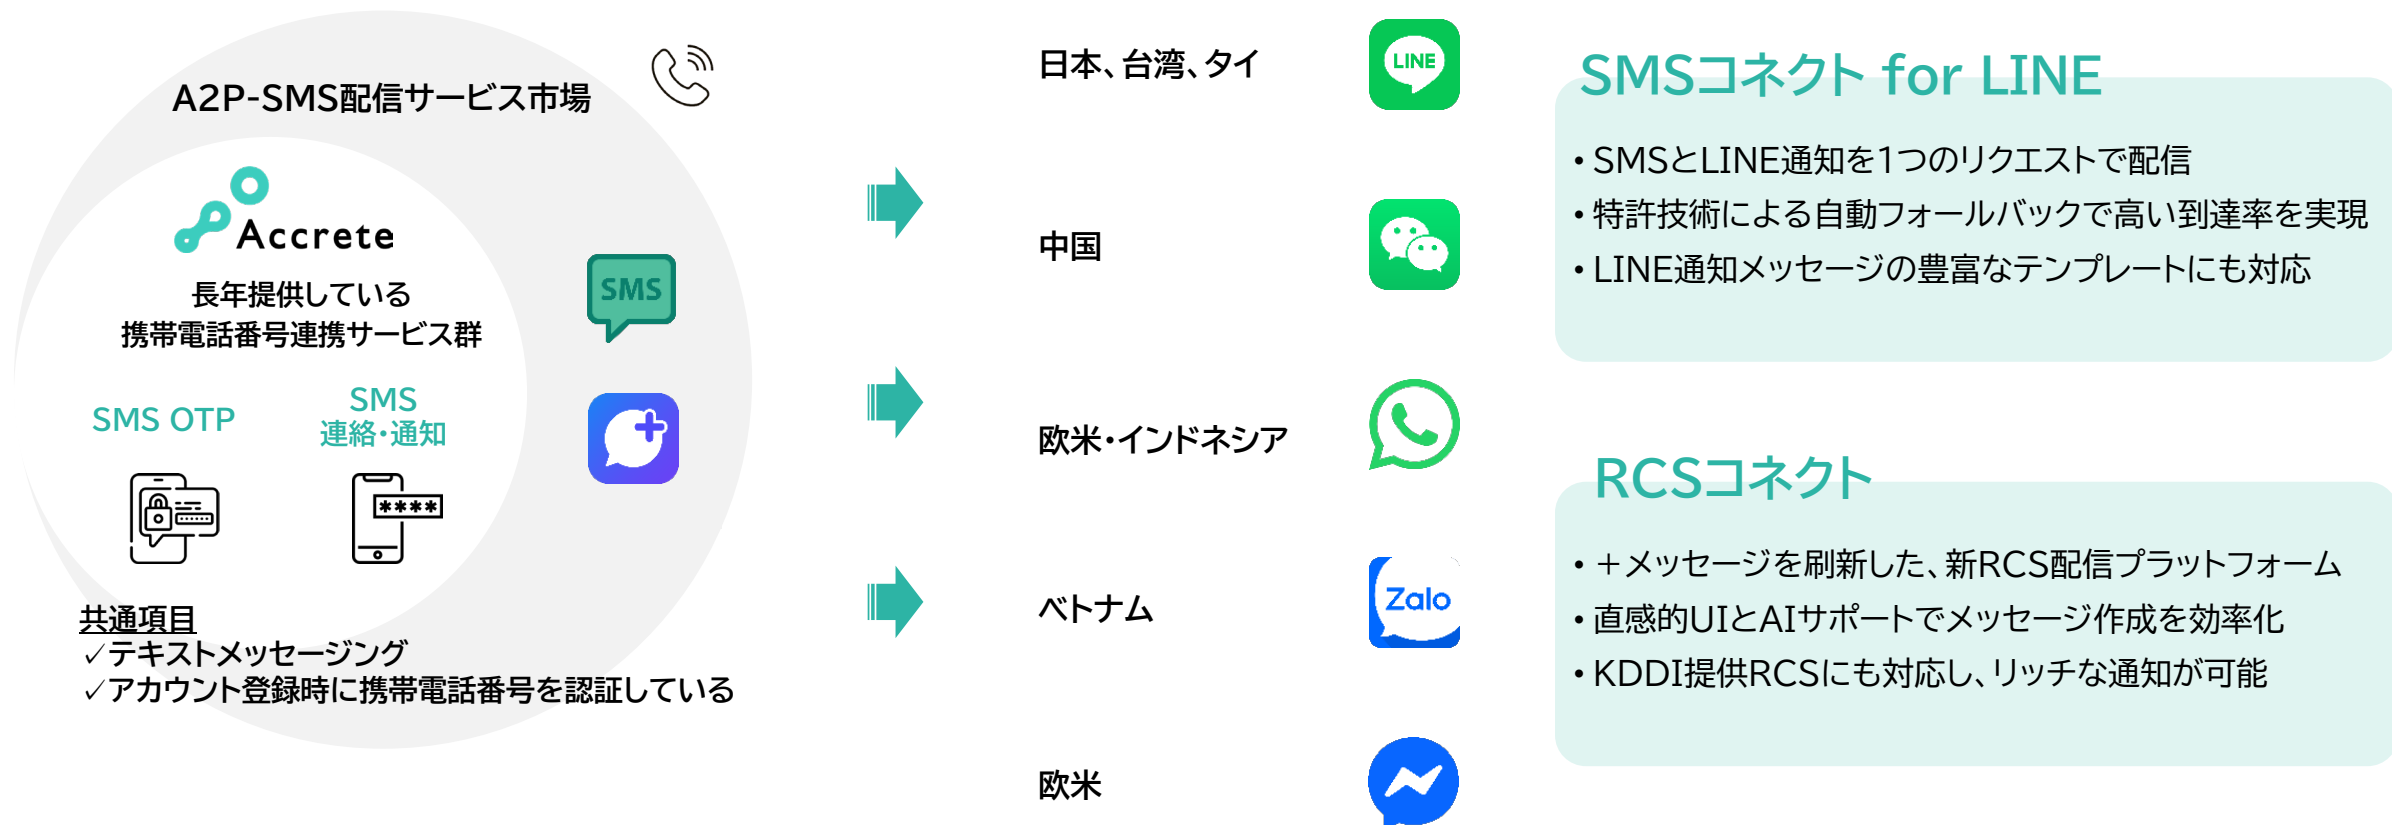 A2P-SMS配信サービス市場
Accrete
長年提供している
携帯電話番号連携サービス群
SMS OTP
SMS
連絡・通知
****
SMS
共通項目
✓テキストメッセージング
✓アカウント登録時に携帯電話番号を認証している
日本、台湾、タイ
LINE
中国
欧米・インドネシア
ベトナム
Zalo
欧米
SMSコネクト for LINE
• SMSとLINE通知を1つのリクエストで配信
• 特許技術による自動フォールバックで高い到達率を実現
• LINE通知メッセージの豊富なテンプレートにも対応
RCSコネクト
• ＋メッセージを刷新した、新RCS配信プラットフォーム
• 直感的UIとAIサポートでメッセージ作成を効率化
• KDDI提供RCSにも対応し、リッチな通知が可能